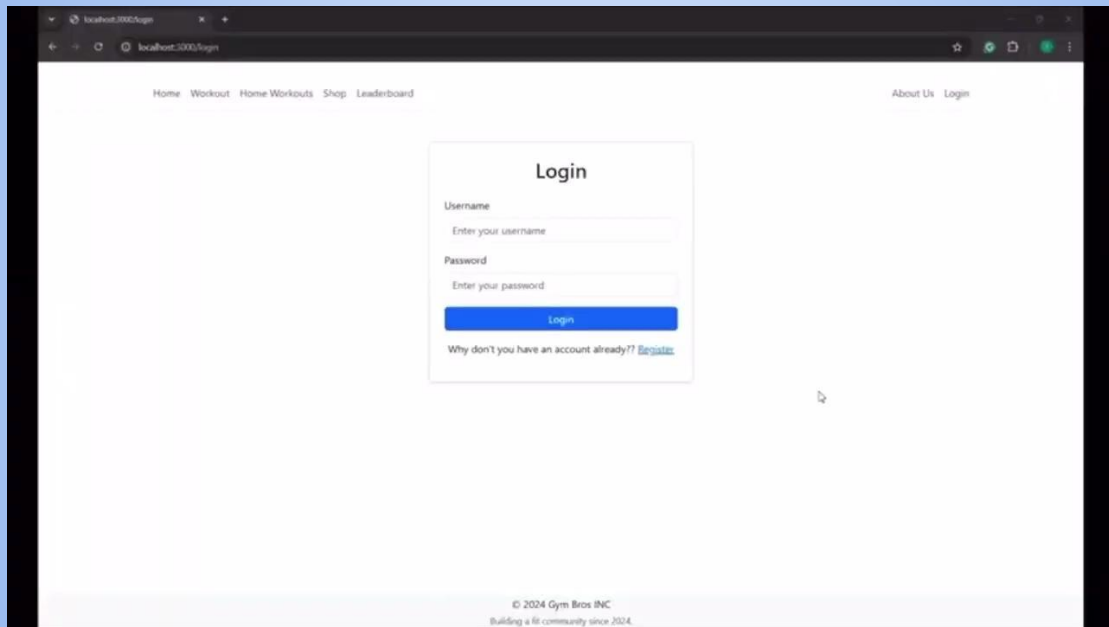 localhost:3000/login
localhost:3000/login
Home Workout Home Workouts Shop Leaderboard About Us Login
Login
Username
Enter your username
Password
Enter your password
Login
Why don't you have an account already?? Register
© 2024 Gym Bros INC
Building a fit community since 2024.